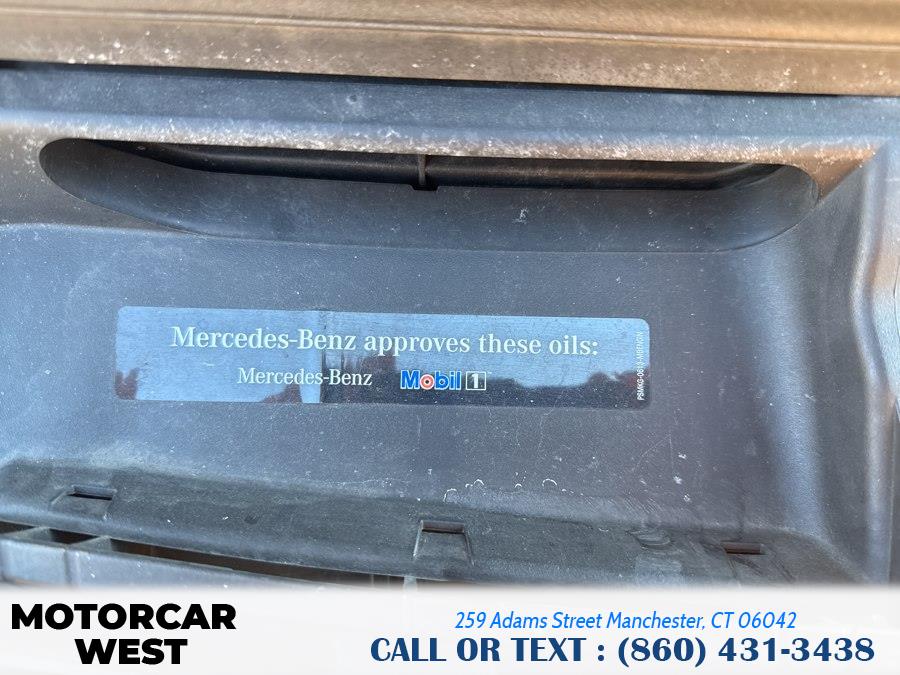 Mercedes-Benz approves these oils:
Mercedes-Benz Mobil 1™
MOTORCAR
WEST
259 Adams Street Manchester, CT 06042
CALL OR TEXT : (860) 431-3438